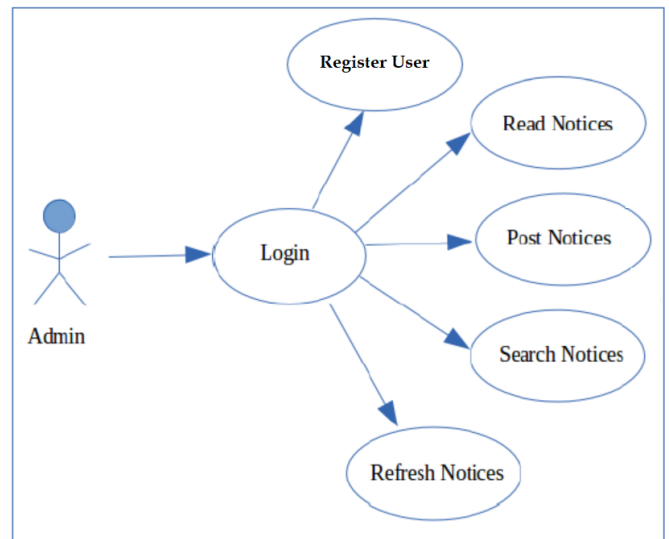 Register User
Read Notices
Post Notices
Login
Admin
Search Notices
Refresh Notices